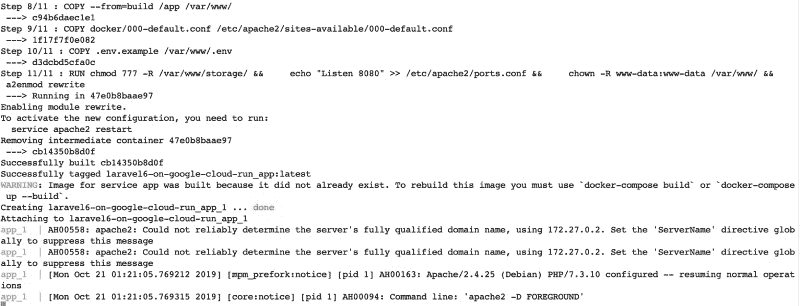 Step 8/11 : COPY --from=build /app /var/www/
 ---> c94b6daec1e1
Step 9/11 : COPY docker/000-default.conf /etc/apache2/sites-available/000-default.conf
 ---> 1f17f7f0e082
Step 10/11 : COPY .env.example /var/www/.env
 ---> d3dcbd5cfa0c
Step 11/11 : RUN chmod 777 -R /var/www/storage/ &&     echo "Listen 8080" >> /etc/apache2/ports.conf &&     chown -R www-data:www-data /var/www/ &&
a2enmod rewrite
 ---> Running in 47e0b8baae97
Enabling module rewrite.
To activate the new configuration, you need to run:
  service apache2 restart
Removing intermediate container 47e0b8baae97
 ---> cb14350b8d0f
Successfully built cb14350b8d0f
Successfully tagged laravel6-on-google-cloud-run_app:latest
WARNING: Image for service app was built because it did not already exist. To rebuild this image you must use `docker-compose build` or `docker-compose
up --build`.
Creating laravel6-on-google-cloud-run_app_1 ... done
Attaching to laravel6-on-google-cloud-run_app_1
app_1  | AH00558: apache2: Could not reliably determine the server's fully qualified domain name, using 172.27.0.2. Set the 'ServerName' directive glob
ally to suppress this message
app_1  | AH00558: apache2: Could not reliably determine the server's fully qualified domain name, using 172.27.0.2. Set the 'ServerName' directive glob
ally to suppress this message
app_1  | [Mon Oct 21 01:21:05.769212 2019] [mpm_prefork:notice] [pid 1] AH00163: Apache/2.4.25 (Debian) PHP/7.3.10 configured -- resuming normal operat
ions
app_1  | [Mon Oct 21 01:21:05.769315 2019] [core:notice] [pid 1] AH00094: Command line: 'apache2 -D FOREGROUND'